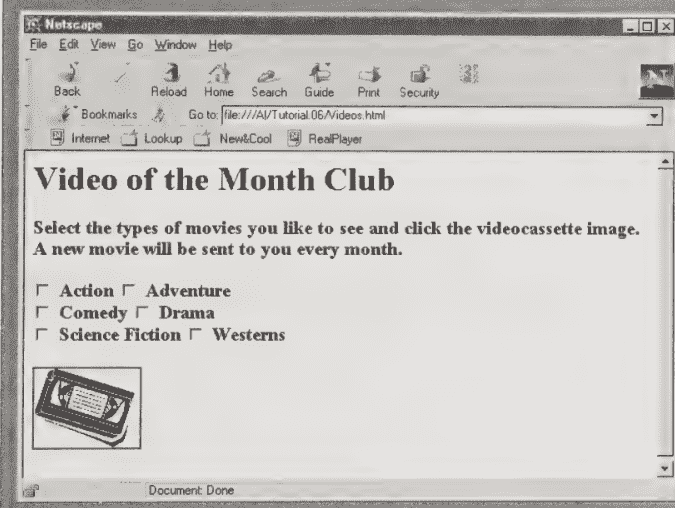 Netscape
File Edit View Go Window Help
Back Reload Home Search Guide Print Security
Bookmarks Go to: file:///A|/Tutorial.06/Videos.html
Internet Lookup New&Cool RealPlayer
Video of the Month Club
Select the types of movies you like to see and click the videocassette image.
A new movie will be sent to you every month.
Action Adventure
Comedy Drama
Science Fiction Westerns
Document: Done